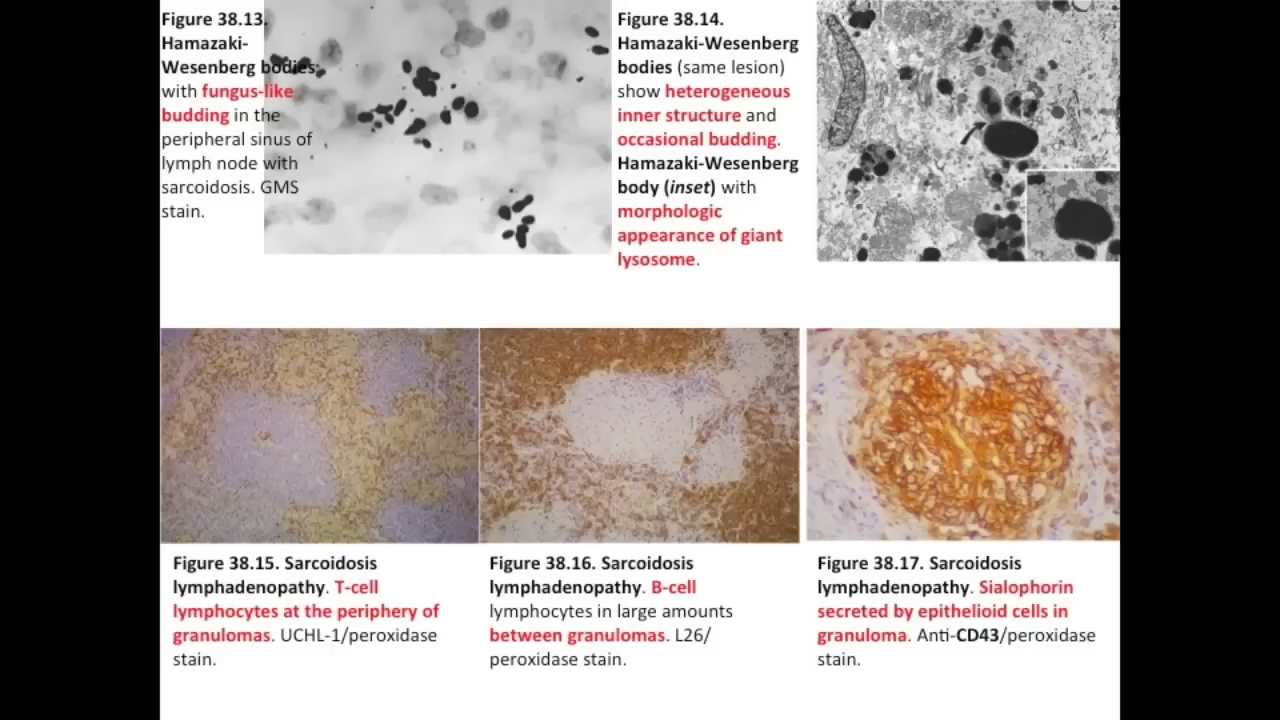 Figure 38.13.
Hamazaki-
Wesenberg bodies
with fungus-like
budding in the
peripheral sinus of
lymph node with
sarcoidosis. GMS
stain.
Figure 38.14.
Hamazaki-Wesenberg
bodies (same lesion)
show heterogeneous
inner structure and
occasional budding.
Hamazaki-Wesenberg
body (inset) with
morphologic
appearance of giant
lysosome.
Figure 38.15. Sarcoidosis
lymphadenopathy. T-cell
lymphocytes at the periphery of
granulomas. UCHL-1/peroxidase
stain.
Figure 38.16. Sarcoidosis
lymphadenopathy. B-cell
lymphocytes in large amounts
between granulomas. L26/
peroxidase stain.
Figure 38.17. Sarcoidosis
lymphadenopathy. Sialophorin
secreted by epithelioid cells in
granuloma. Anti-CD43/peroxidase
stain.